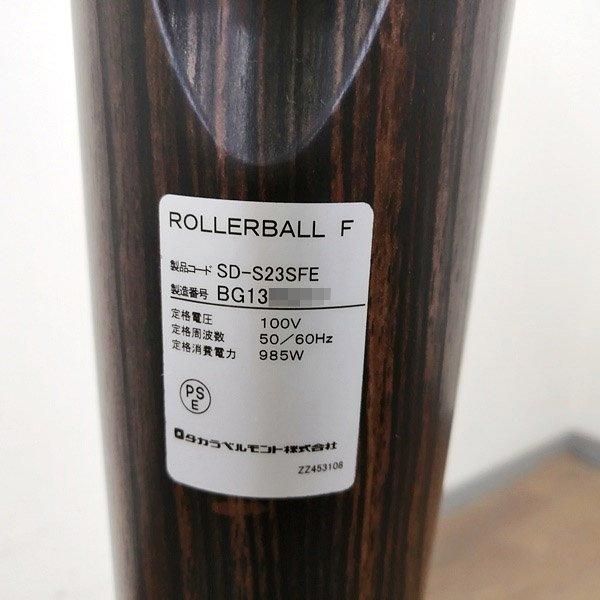 ROLLERBALL F
製品コード SD-S23SFE
製造番号 BG13
定格電圧 100V
定格周波数 50/60Hz
定格消費電力 985W
PS
E
タカラベルモント株式会社
ZZ453108